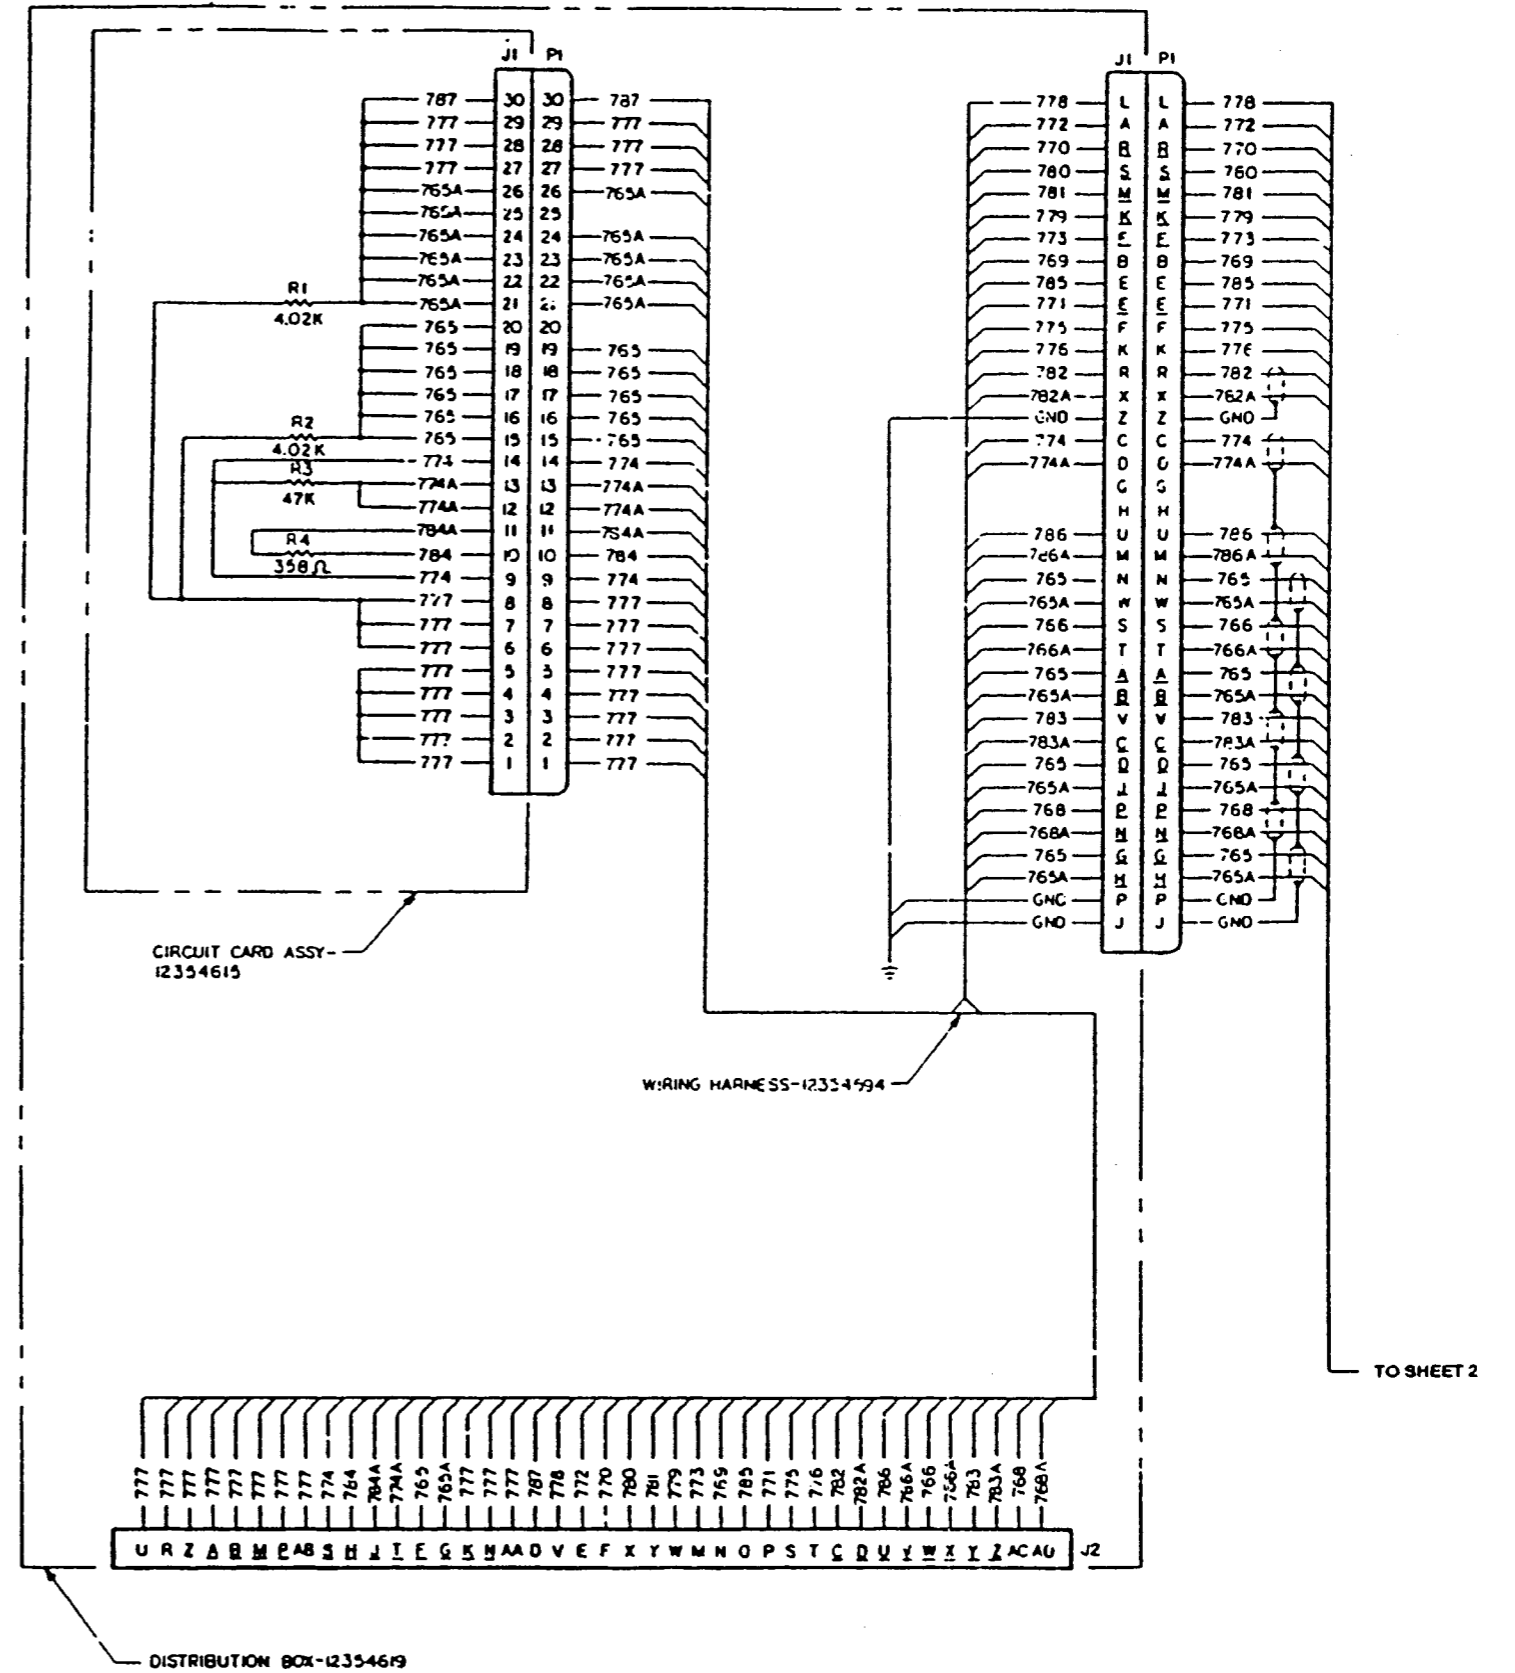 J1 P1
787 30 30 787
777 29 29 777
777 28 28 777
777 27 27 777
765A 26 26 765A
765A 25 25
765A 24 24 765A
765A 23 23 765A
765A 22 22 765A
R1
4.02K
765A 21 765A
765 20 20
765 19 19 765
765 18 18 765
765 17 17 765
765 16 16 765
R2
4.02K
765 15 15 765
14 14 774
R3
47K
774A 13 13 774A
774A 12 12 774A
784A 11 11 784A
R4
358Ω
784 10 10 784
774 9 9 774
777 8 8 777
777 7 7 777
777 6 6 777
777 5 777
777 4 4 777
777 3 3 777
777 2 2 777
777 1 1 777
CIRCUIT CARD ASSY-
12354615
J1 P1
778 L L 778
772 A A 772
770 R R 770
780 S S 760
781 M M 781
779 K K 779
773 F F 773
769 B B 769
785 E E 785
771 E E 771
775 F F 775
776 K K 776
782 R R 782
782A X X 782A
GND Z Z GND
774 C C 774
774A D D 774A
G G
H H
786 U U 786
786A M M 786A
765 N N 765
765A W W 765A
766 S S 766
766A T T 766A
765 A A 765
765A B B 765A
783 V V 783
783A C C 783A
765 D D 765
765A J J 765A
768 P P 768
768A N N 768A
765 G G 765
765A H H 765A
GND P P GND
GND J J GND
WIRING HARNESS-
TO SHEET 2
777 777 777 777 777 777 777 777 774 784 784A 774A 765 765A 777 777 777 787 778 772 770 780 781 779 773 769 785 771 775 776 782 782A 786 766 783 783A 768 768A
U R Z A B M P AB S H J T F G K N AA D V E F X Y W M N O P S T C D U V W X Y Z AC AU J2
DISTRIBUTION BOX-12354619